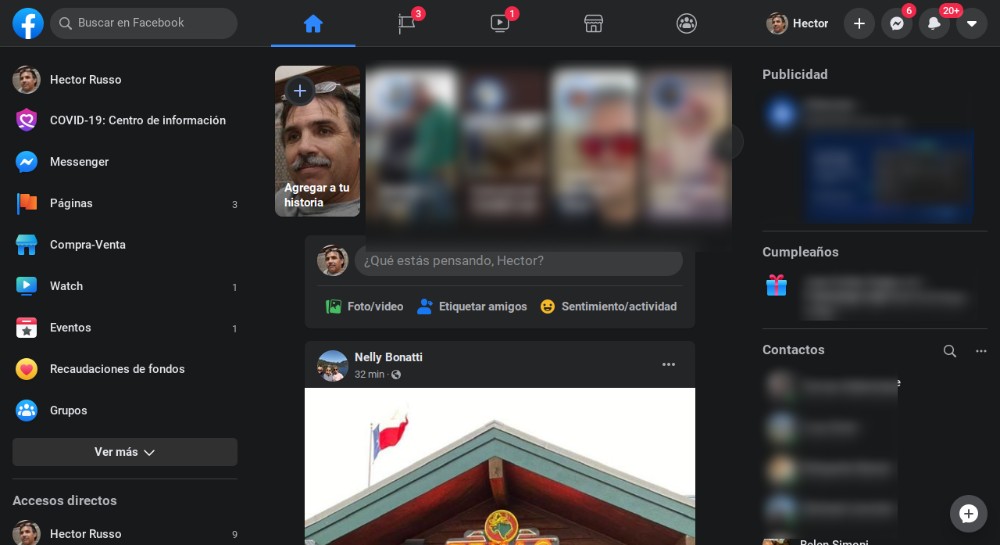 Buscar en Facebook
3
1
Hector
6
20+
Hector Russo
COVID-19: Centro de información
Messenger
Páginas
3
Compra-Venta
Watch
1
Eventos
1
Recaudaciones de fondos
Grupos
Ver más
Accesos directos
Hector Russo
9
Agregar a tu
historia
¿Qué estás pensando, Hector?
Foto/video
Etiquetar amigos
Sentimiento/actividad
Nelly Bonatti
32 min ·
Publicidad
Cumpleaños
Contactos
Belen Simoni